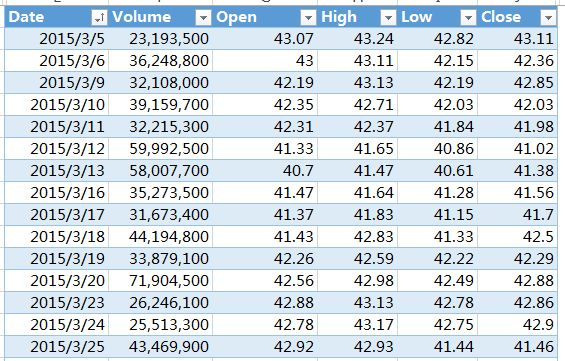 Date Volume Open High Low Close
2015/3/5 23,193,500 43.07 43.24 42.82 43.11
2015/3/6 36,248,800 43 43.11 42.15 42.36
2015/3/9 32,108,000 42.19 43.13 42.19 42.85
2015/3/10 39,159,700 42.35 42.71 42.03 42.03
2015/3/11 32,215,300 42.31 42.37 41.84 41.98
2015/3/12 59,992,500 41.33 41.65 40.86 41.02
2015/3/13 58,007,700 40.7 41.47 40.61 41.38
2015/3/16 35,273,500 41.47 41.64 41.28 41.56
2015/3/17 31,673,400 41.37 41.83 41.15 41.7
2015/3/18 44,194,800 41.43 42.83 41.33 42.5
2015/3/19 33,879,100 42.26 42.59 42.22 42.29
2015/3/20 71,904,500 42.56 42.98 42.49 42.88
2015/3/23 26,246,100 42.88 43.13 42.78 42.86
2015/3/24 25,513,300 42.78 43.17 42.75 42.9
2015/3/25 43,469,900 42.92 42.93 41.44 41.46